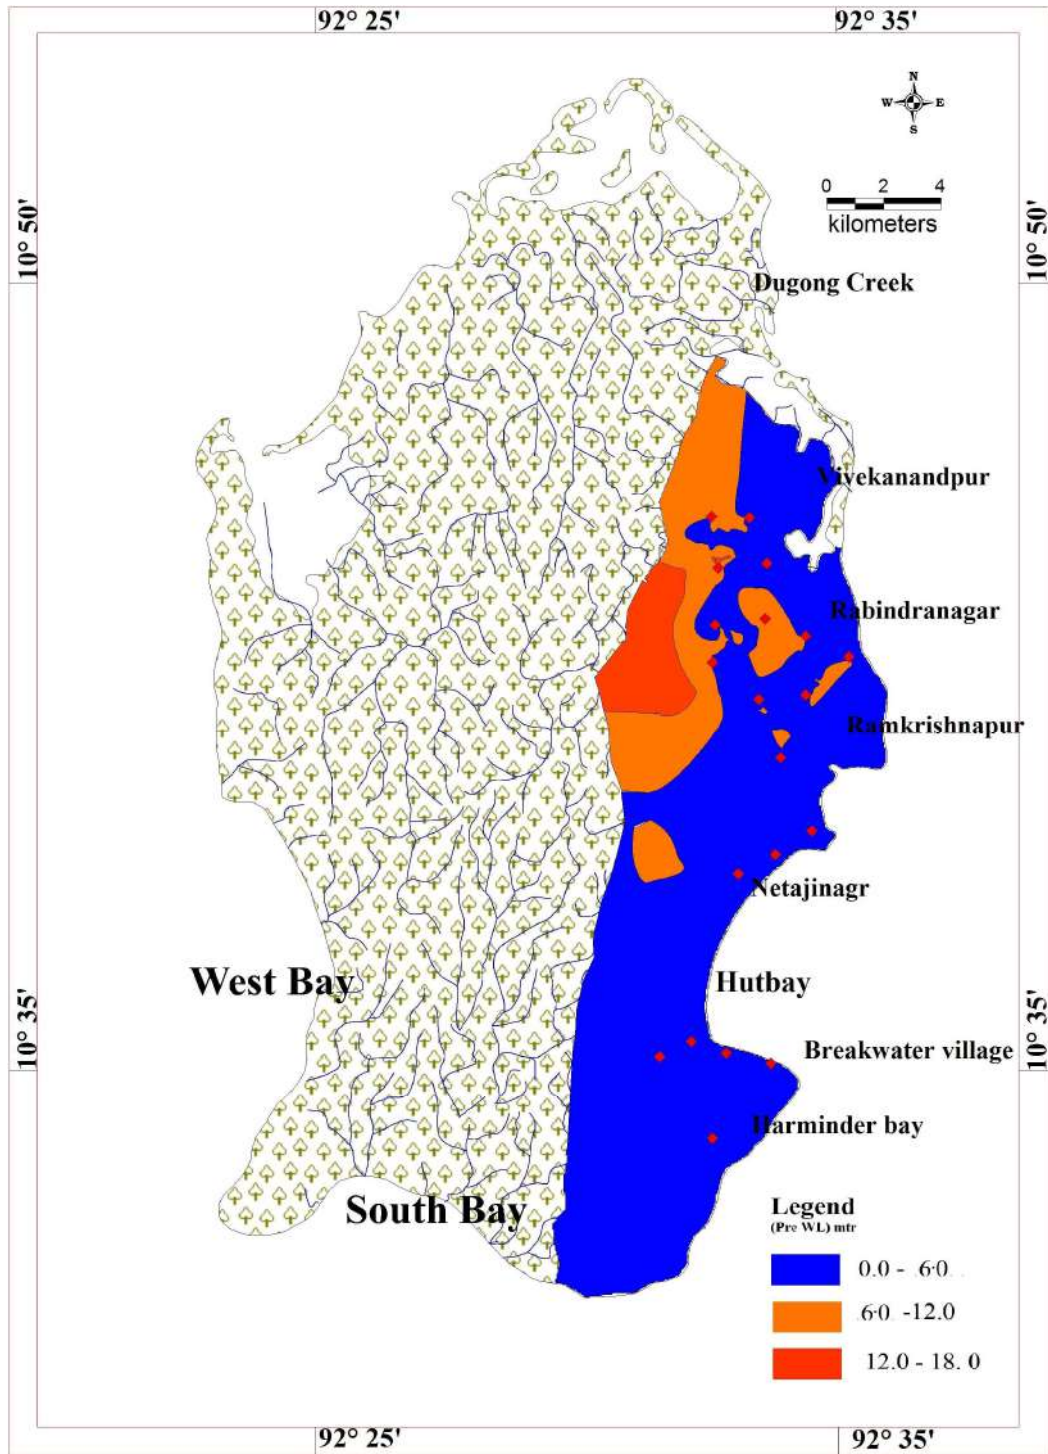 92° 25'
92° 35'
N
W E
S
0 2 4
kilometers
10° 50'
10° 50'
Dugong Creek
Vivekanandpur
Rabindranagar
Ramkrishnapur
Netajinagr
West Bay
Hutbay
10° 35'
10° 35'
Breakwater village
Harminder bay
South Bay
Legend
(Pre WL) mtr
0.0 - 6·0
6·0 -12.0
12.0 - 18. 0
92° 25'
92° 35'